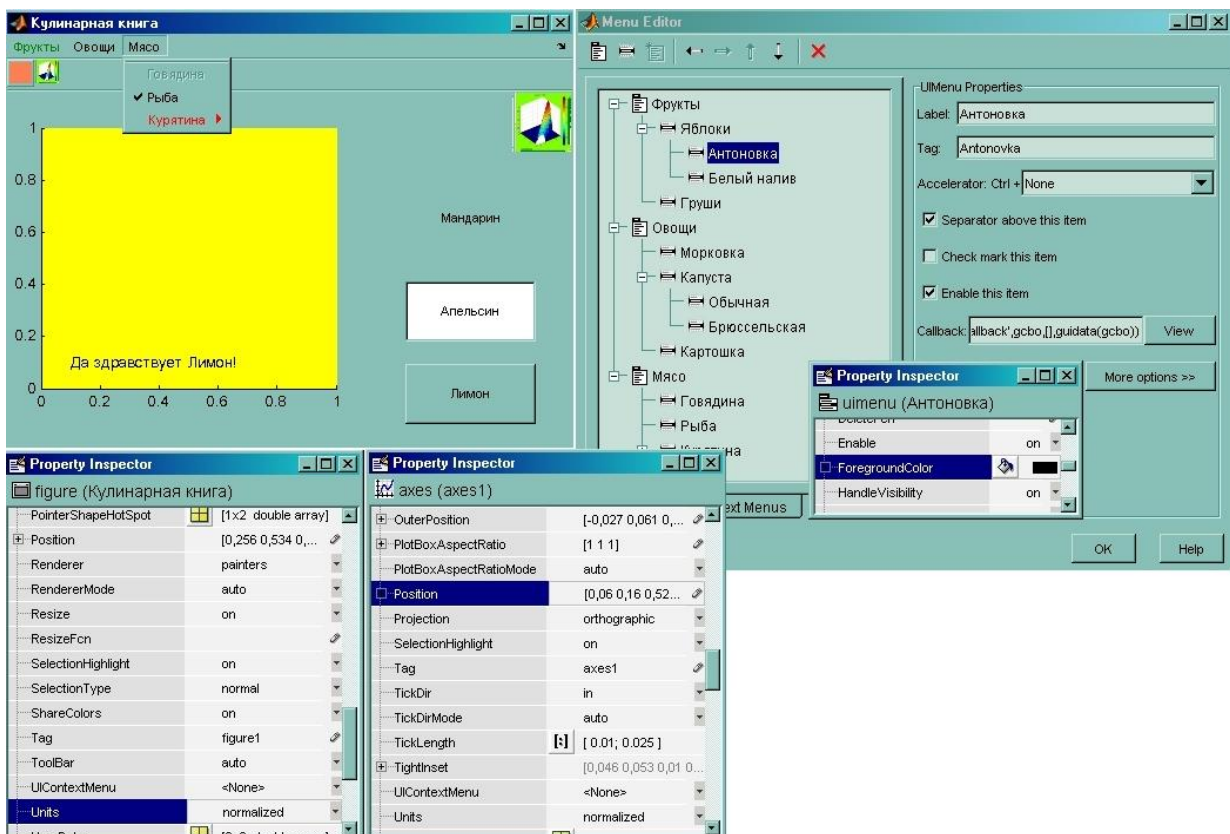 Кулинарная книга
Фрукты Овощи Мясо
Говядина
Рыба
Курятина
1
0.8
0.6
0.4
0.2
0
0 0.2 0.4 0.6 0.8 1
Да здравствует Лимон!
Мандарин
Апельсин
Лимон
Menu Editor
Фрукты
Яблоки
Антоновка
Белый налив
Груши
Овощи
Морковка
Капуста
Обычная
Брюссельская
Картошка
Мясо
Говядина
Рыба
UIMenu Properties
Label: Антоновка
Tag: Antonovka
Accelerator: Ctrl + None
Separator above this item
Check mark this item
Enable this item
Callback: allback',gcbo,[],guidata(gcbo)) View
More options >>
ext Menus
OK Help
Property Inspector
uimenu (Антоновка)
Enable on
ForegroundColor
HandleVisibility on
Property Inspector
figure (Кулинарная книга)
PointerShapeHotSpot [1x2 double array]
Position [0,256 0,534 0,...
Renderer painters
RendererMode auto
Resize on
ResizeFcn
SelectionHighlight on
SelectionType normal
ShareColors on
Tag figure1
ToolBar auto
UIContextMenu <None>
Units normalized
Property Inspector
axes (axes1)
OuterPosition [-0,027 0,061 0,...
PlotBoxAspectRatio [1 1 1]
PlotBoxAspectRatioMode auto
Position [0,06 0,16 0,52...
Projection orthographic
SelectionHighlight on
Tag axes1
TickDir in
TickDirMode auto
TickLength [ 0.01; 0.025 ]
TightInset [0,046 0,053 0,01 0...
UIContextMenu <None>
Units normalized